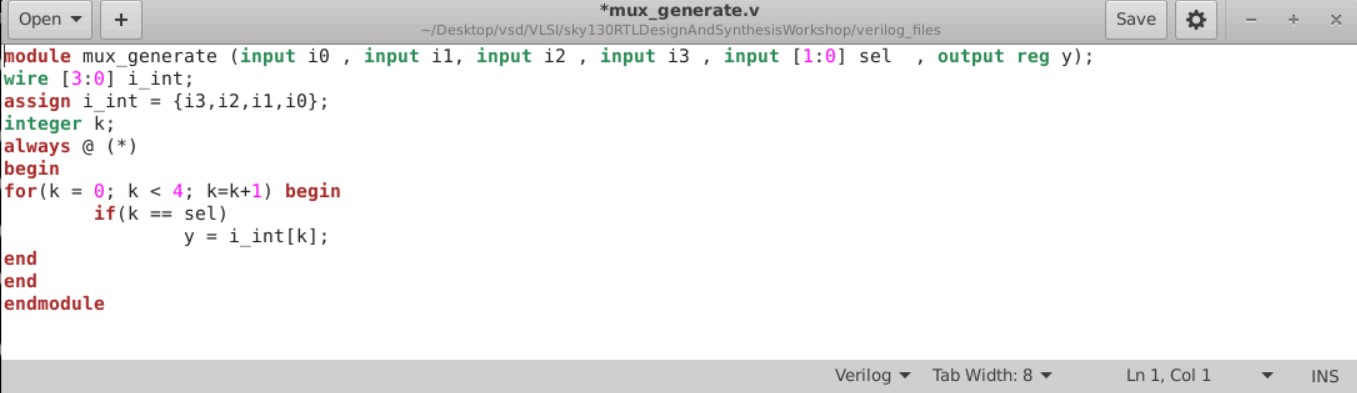 Open + *mux_generate.v Save
~/Desktop/vsd/VLSI/sky130RTLDesignAndSynthesisWorkshop/verilog_files
module mux_generate (input i0 , input i1, input i2 , input i3 , input [1:0] sel  , output reg y);
wire [3:0] i_int;
assign i_int = {i3,i2,i1,i0};
integer k;
always @ (*)
begin
for(k = 0; k < 4; k=k+1) begin
        if(k == sel)
                y = i_int[k];
end
end
endmodule
Verilog Tab Width: 8 Ln 1, Col 1 INS